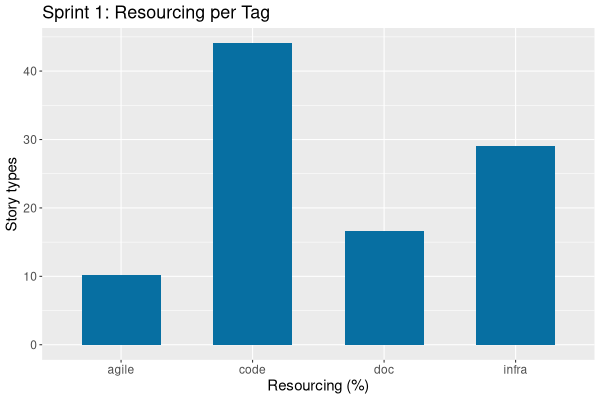 Sprint 1: Resourcing per Tag
Story types
40
30
20
10
0
agile code doc infra
Resourcing (%)